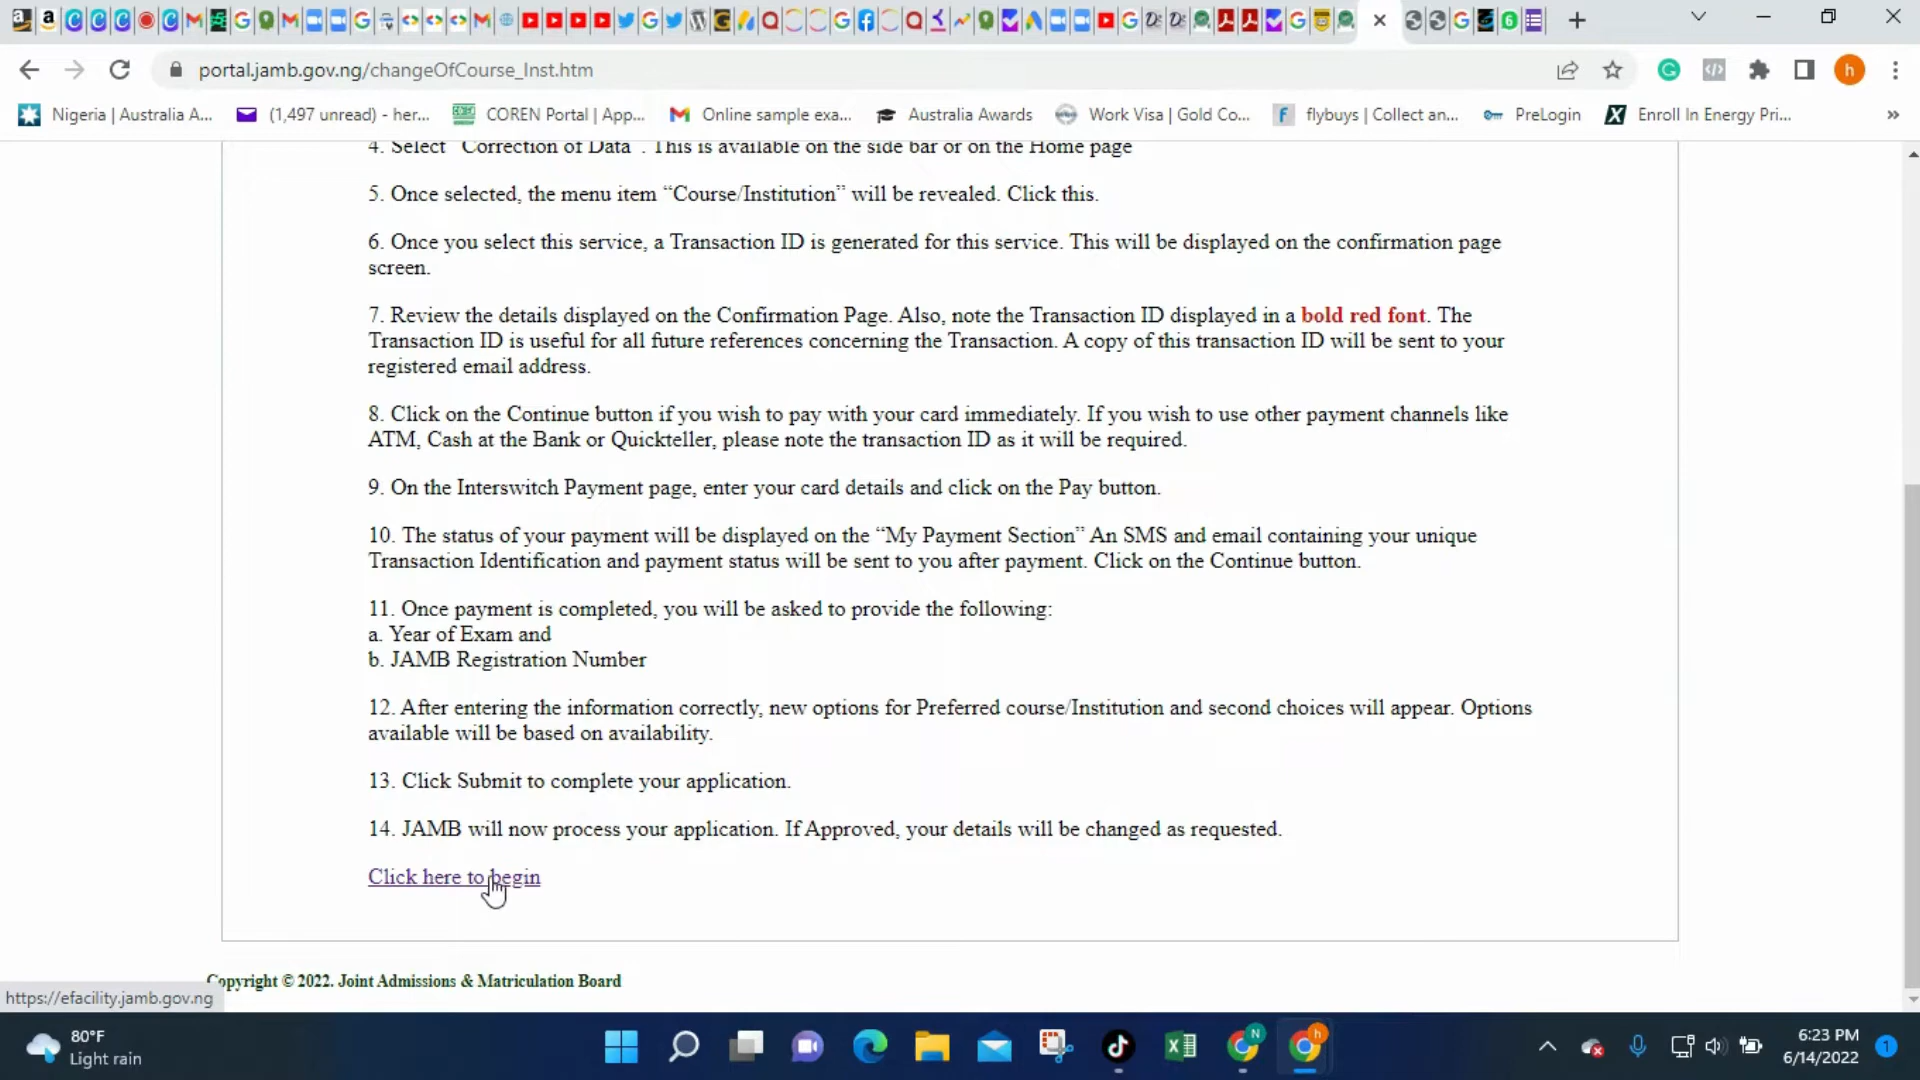 portal.jamb.gov.ng/changeOfCourse_Inst.htm
h
Nigeria | Australia A...
(1,497 unread) - her...
COREN Portal | App...
Online sample exa...
Australia Awards
Work Visa | Gold Co...
flybuys | Collect an...
PreLogin
Enroll In Energy Pri...
»
4. Select “Correction of Data”. This is available on the side bar or on the Home page
5. Once selected, the menu item “Course/Institution” will be revealed. Click this.
6. Once you select this service, a Transaction ID is generated for this service. This will be displayed on the confirmation page
screen.
7. Review the details displayed on the Confirmation Page. Also, note the Transaction ID displayed in a bold red font. The
Transaction ID is useful for all future references concerning the Transaction. A copy of this transaction ID will be sent to your
registered email address.
8. Click on the Continue button if you wish to pay with your card immediately. If you wish to use other payment channels like
ATM, Cash at the Bank or Quickteller, please note the transaction ID as it will be required.
9. On the Interswitch Payment page, enter your card details and click on the Pay button.
10. The status of your payment will be displayed on the “My Payment Section” An SMS and email containing your unique
Transaction Identification and payment status will be sent to you after payment. Click on the Continue button.
11. Once payment is completed, you will be asked to provide the following:
a. Year of Exam and
b. JAMB Registration Number
12. After entering the information correctly, new options for Preferred course/Institution and second choices will appear. Options
available will be based on availability.
13. Click Submit to complete your application.
14. JAMB will now process your application. If Approved, your details will be changed as requested.
Click here to begin
Copyright © 2022. Joint Admissions & Matriculation Board
https://efacility.jamb.gov.ng
80°F
Light rain
6:23 PM
6/14/2022
1